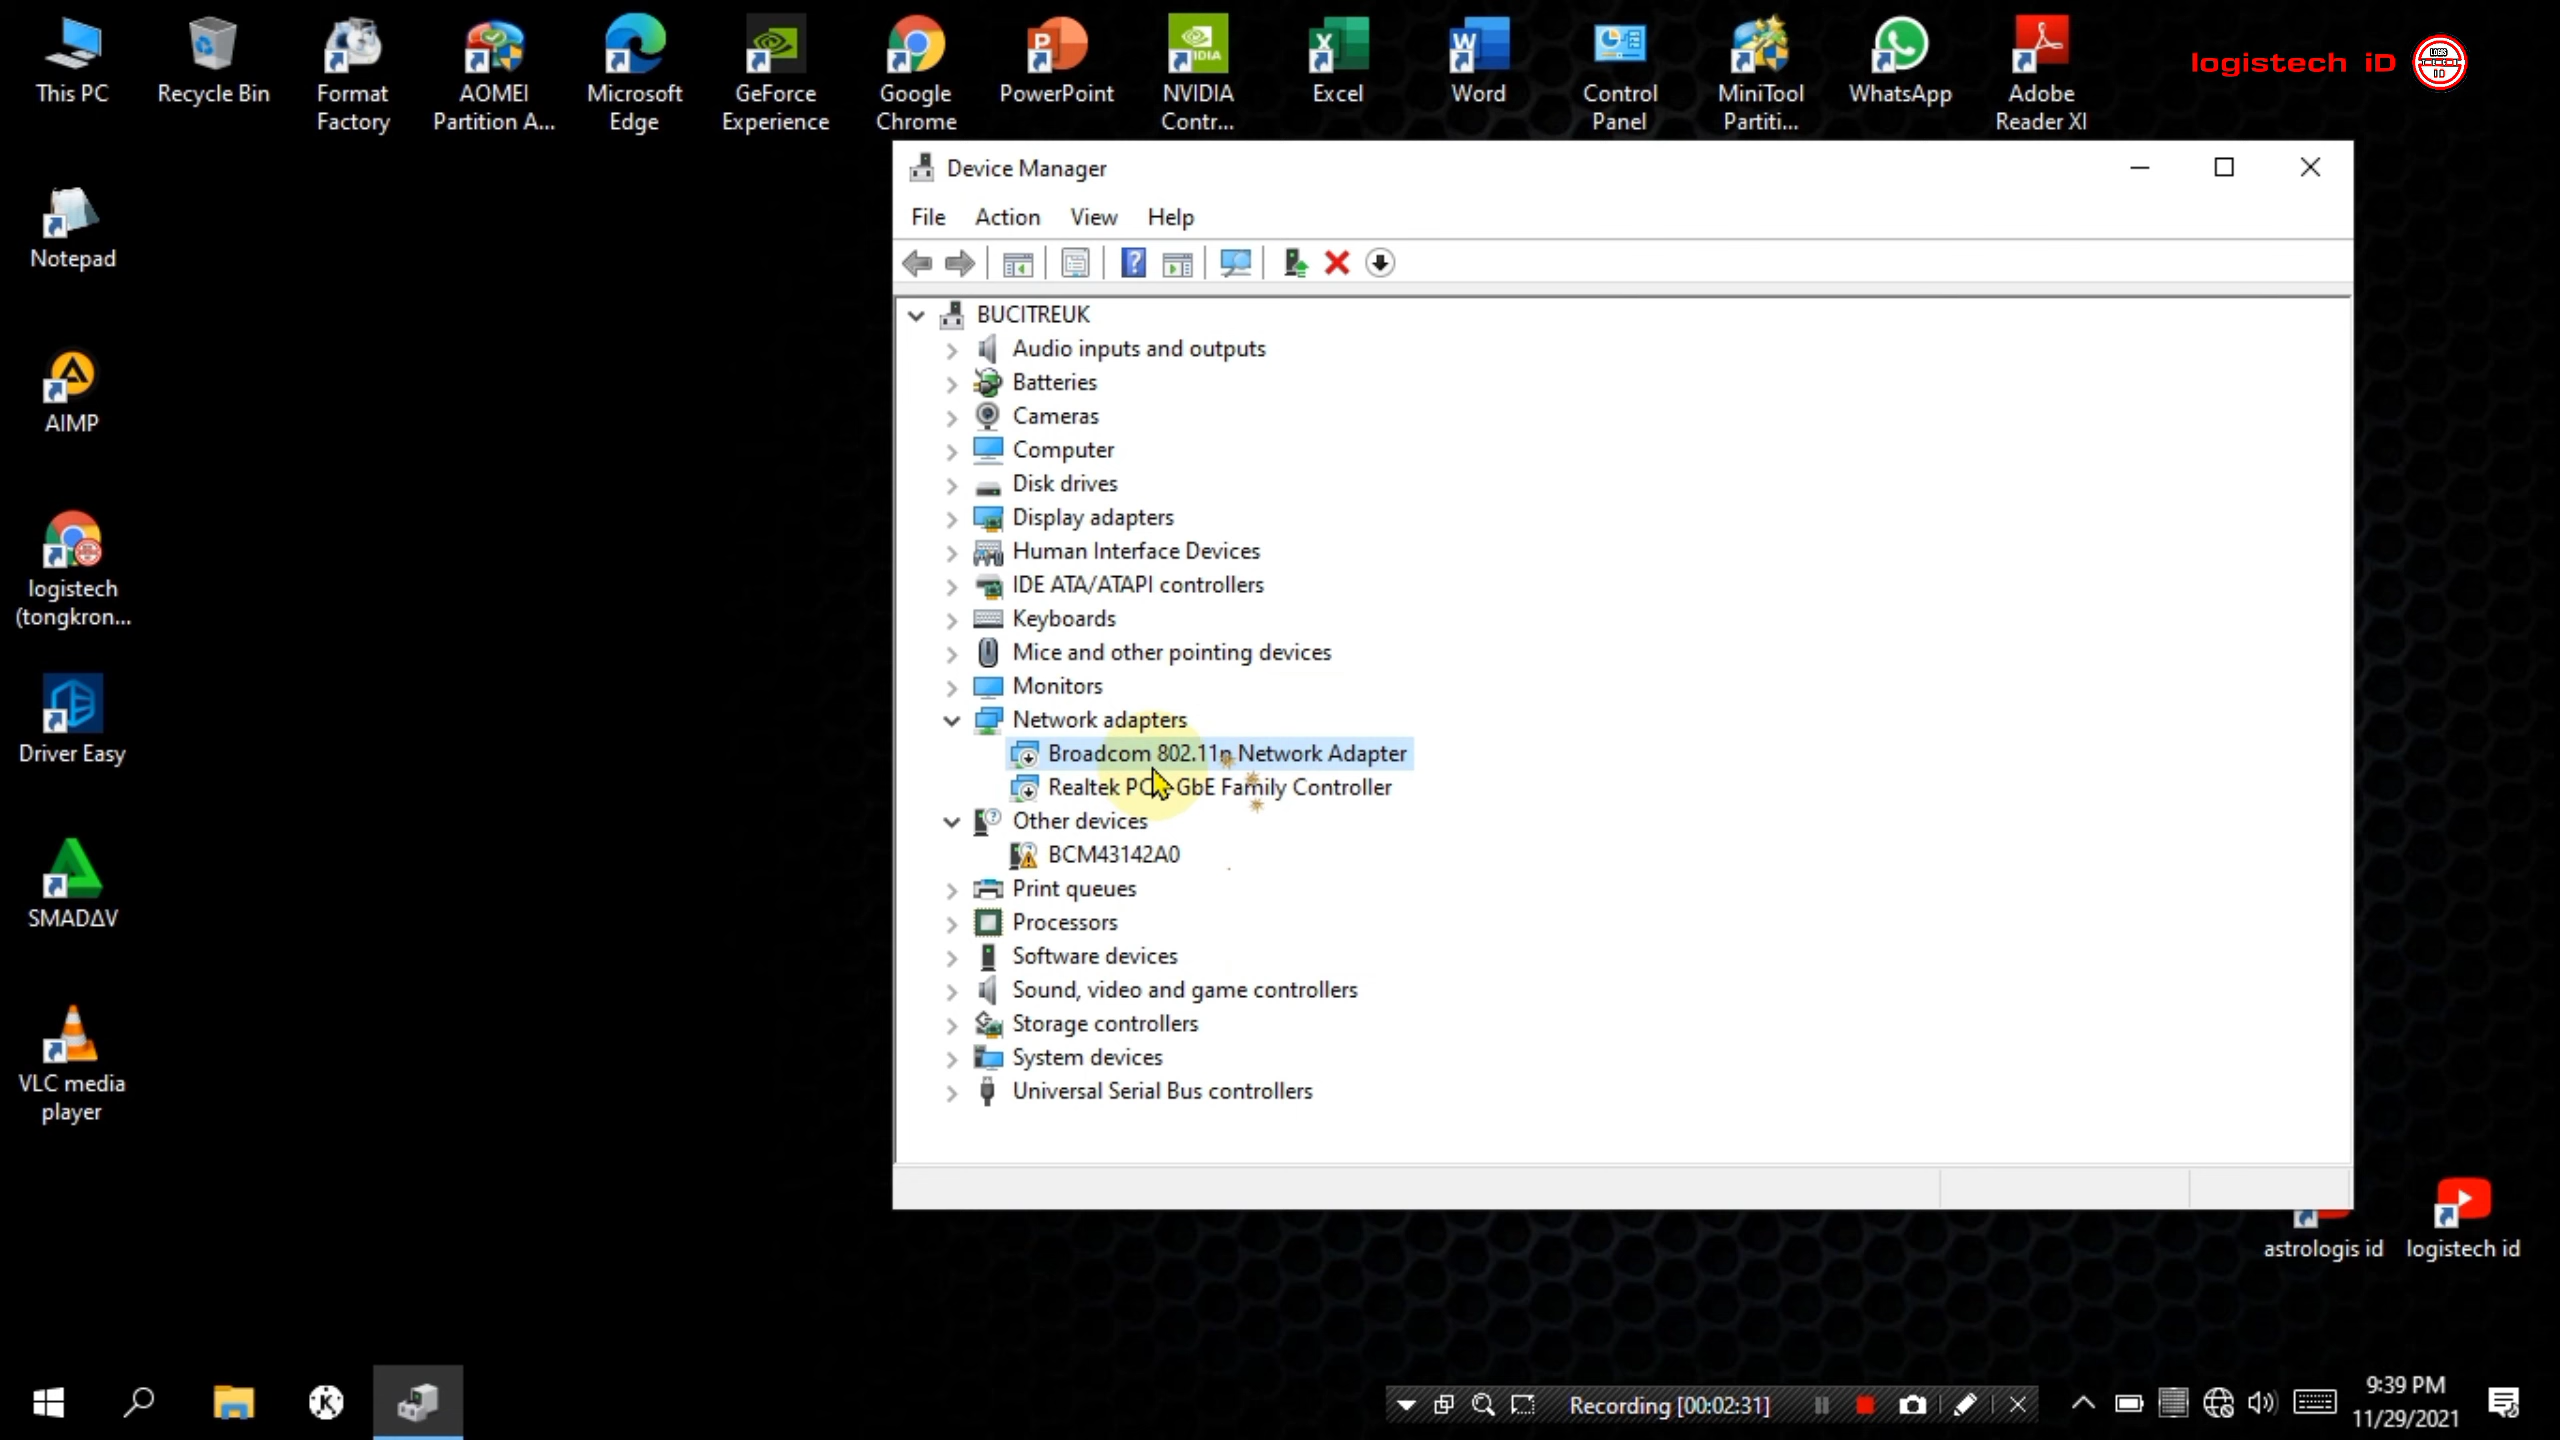 This PC
Recycle Bin
Format
Factory
AOMEI
Partition A...
Microsoft
Edge
GeForce
Experience
Google
Chrome
PowerPoint
NVIDIA
Contr...
Excel
Word
Control
Panel
MiniTool
Partiti...
WhatsApp
Adobe
Reader XI
logistech iD
Notepad
AIMP
logistech
(tongkron...
Driver Easy
SMADΔV
VLC media
player
Device Manager
File Action View Help
BUCITREUK
Audio inputs and outputs
Batteries
Cameras
Computer
Disk drives
Display adapters
Human Interface Devices
IDE ATA/ATAPI controllers
Keyboards
Mice and other pointing devices
Monitors
Network adapters
Broadcom 802.11n Network Adapter
Realtek GbE Family Controller
Other devices
BCM43142A0
Print queues
Processors
Software devices
Sound, video and game controllers
Storage controllers
System devices
Universal Serial Bus controllers
astrologis id
logistech id
Recording [00:02:31]
9:39 PM
11/29/2021